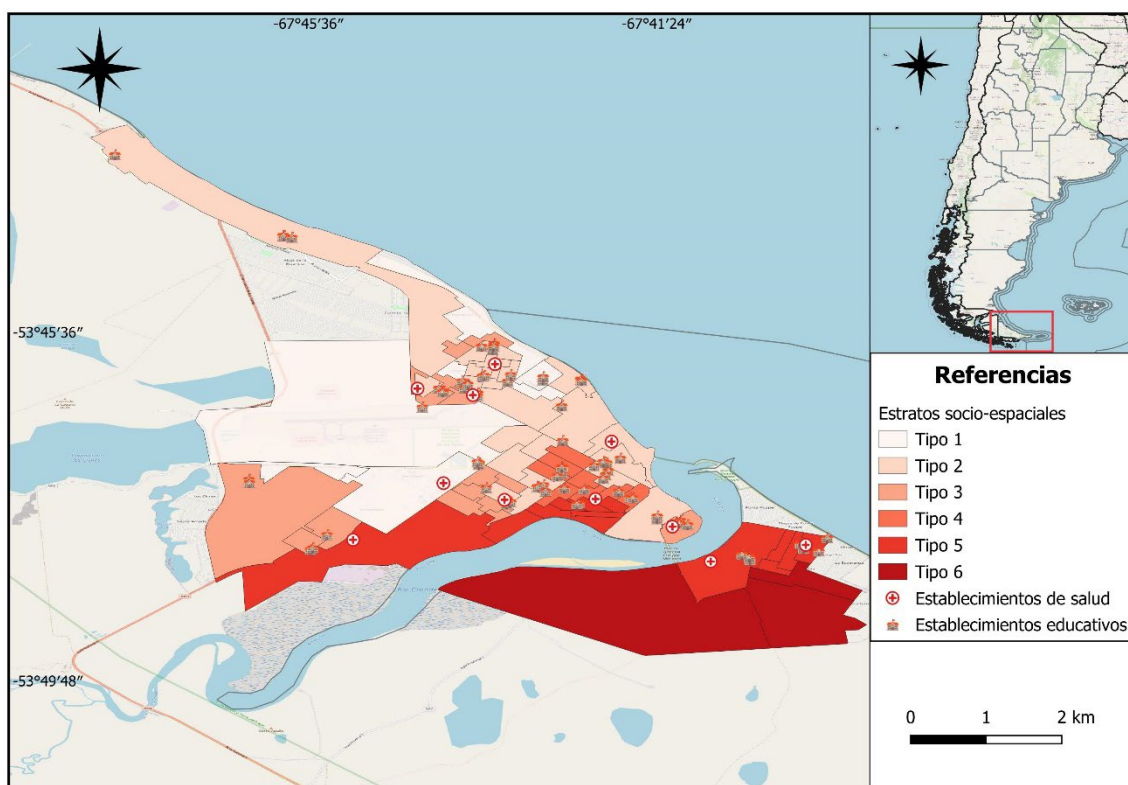 -67°45′36″
-67°41′24″
-53°45′36″
-53°49′48″
Referencias
Estratos socio-espaciales
Tipo 1
Tipo 2
Tipo 3
Tipo 4
Tipo 5
Tipo 6
Establecimientos de salud
Establecimientos educativos
0 1 2 km